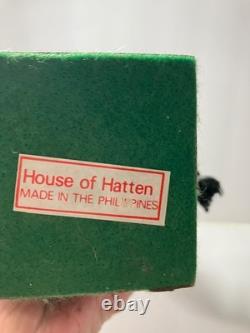 House of Hatten
MADE IN THE PHILIPPINES